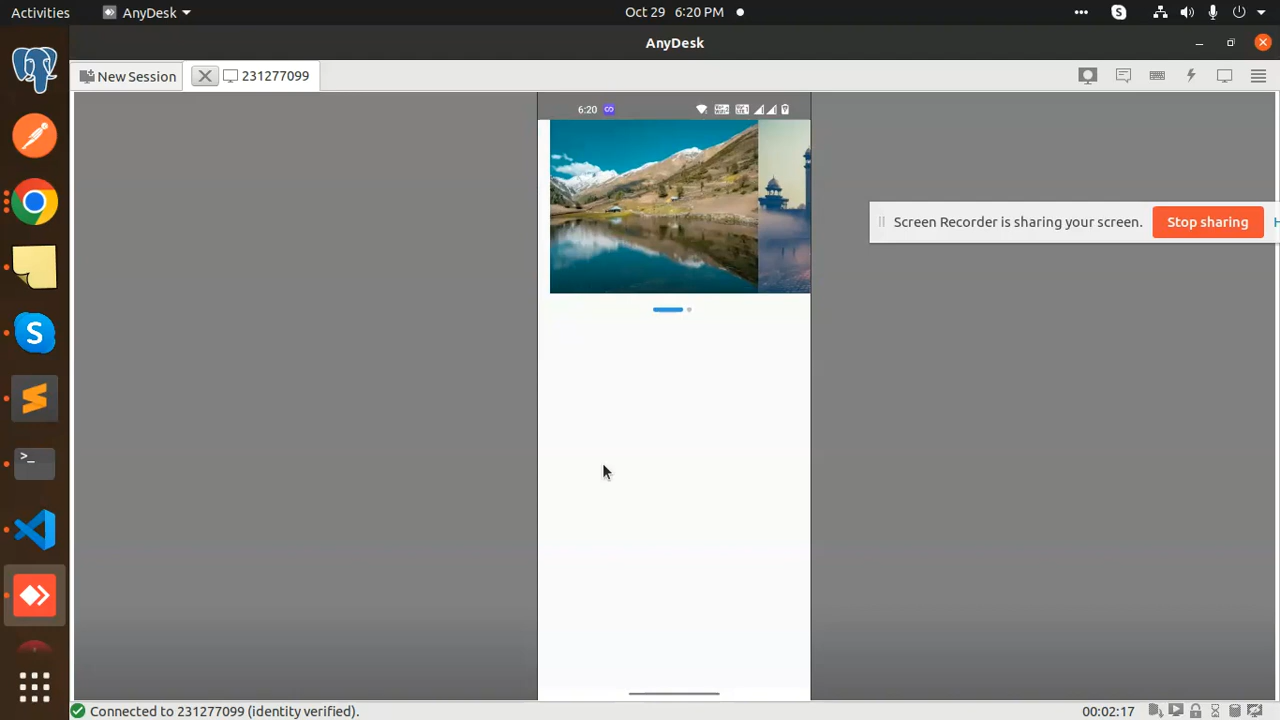 Activities
AnyDesk
Oct 29 6:20 PM
AnyDesk
New Session
231277099
6:20
Screen Recorder is sharing your screen.
Stop sharing
Connected to 231277099 (identity verified).
00:02:17